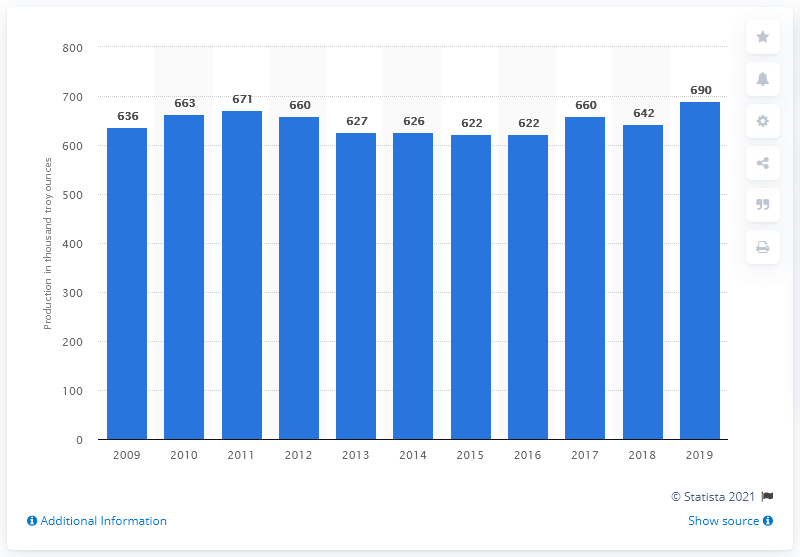 Production in thousand troy ounces
800
700
600
500
400
300
200
100
0
636 663 671 660 627 626 622 622 660 642 690
2009 2010 2011 2012 2013 2014 2015 2016 2017 2018 2019
© Statista 2021
Additional Information Show source